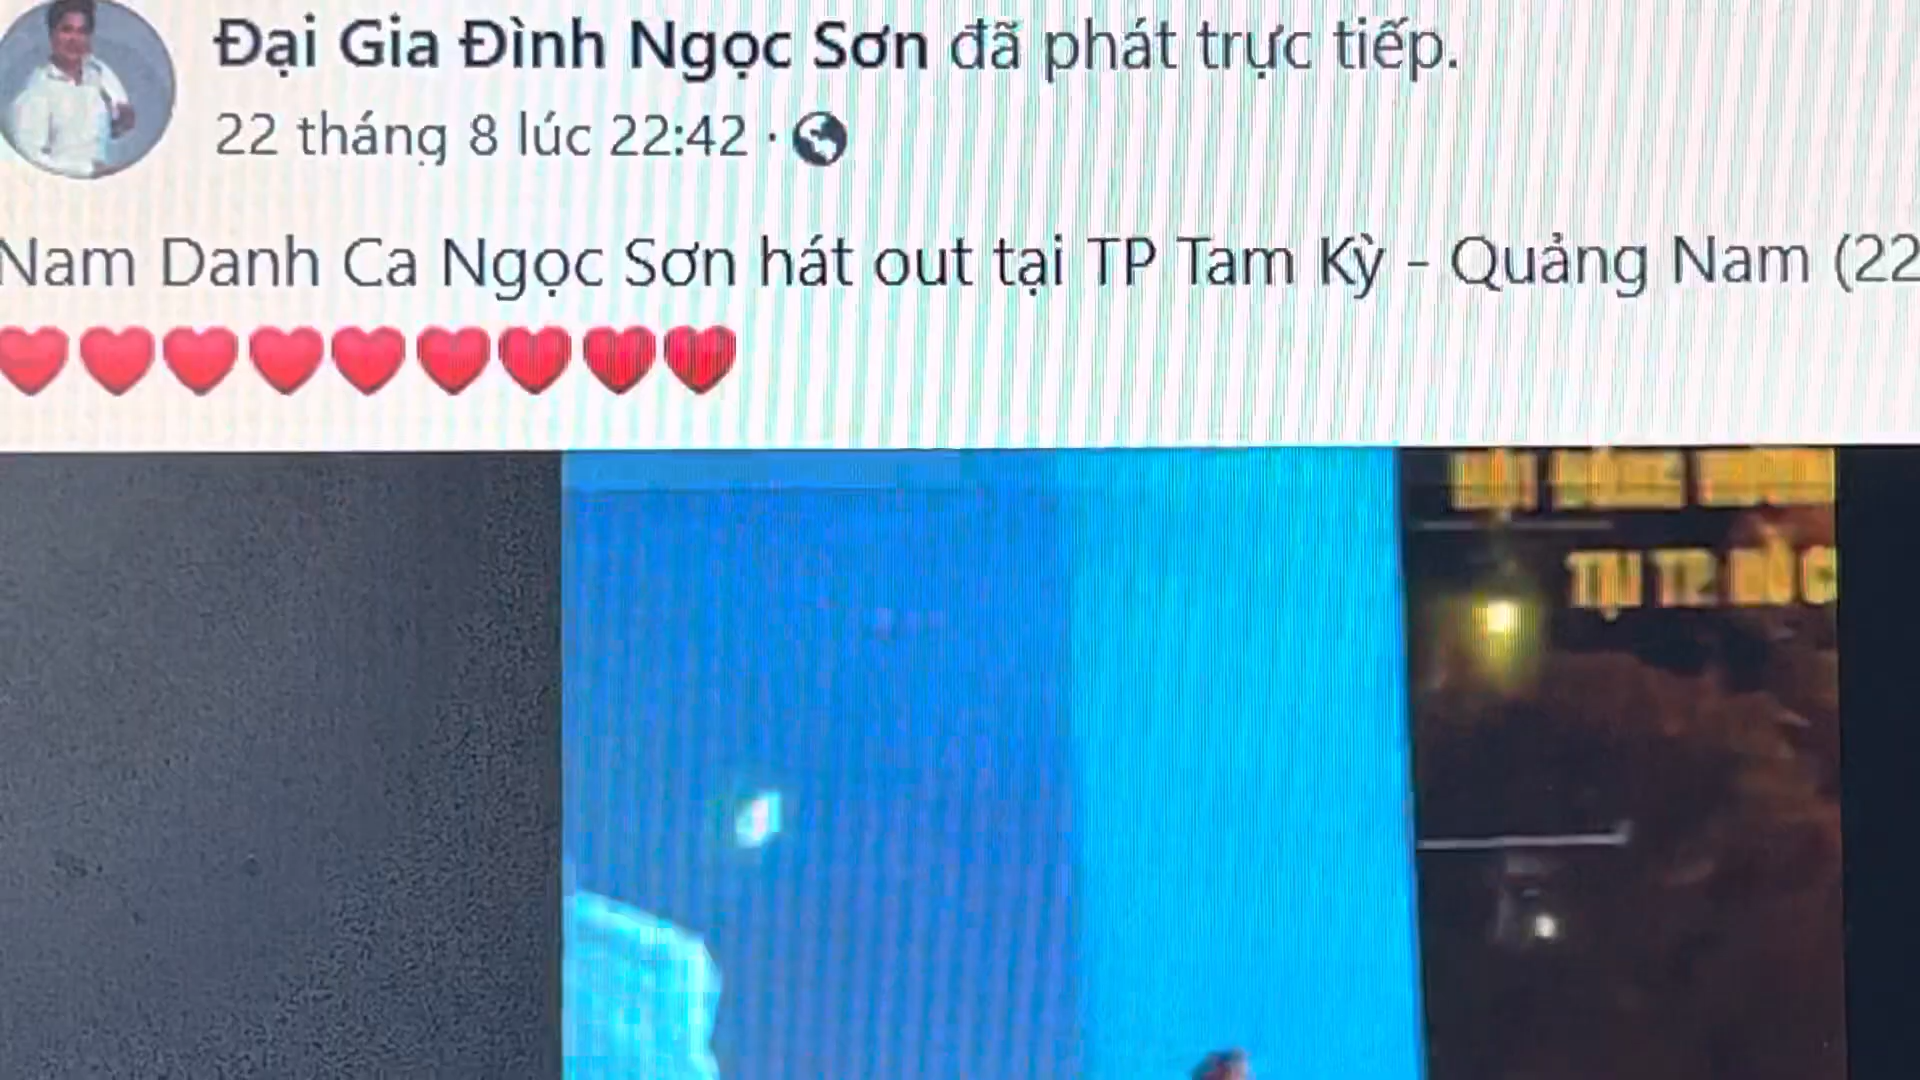 Đại Gia Đình Ngọc Sơn đã phát trực tiếp.
22 tháng 8 lúc 22:42 ·
Nam Danh Ca Ngọc Sơn hát out tại TP Tam Kỳ - Quảng Nam (22
❤️❤️❤️❤️❤️❤️❤️❤️❤️
TP.